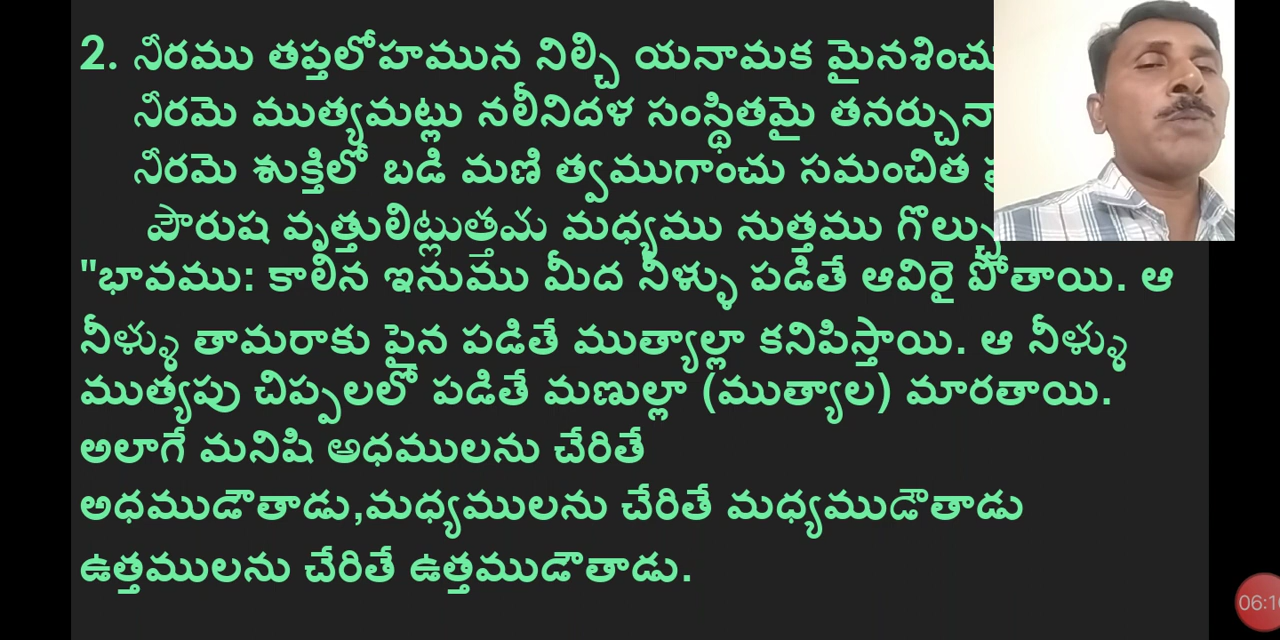 2. నీరము తప్తలోహమున నిల్చి యనామక మైనశించు
నీరమె ముత్యమట్లు నలీనిదళ సంస్థితమై తనర్చునా
నీరమె శుక్తిలో బడి మణి త్వముగాంచు సమంచిత
పౌరుష వృత్తులిట్లుత్తమ మధ్యము నుత్తము గొల్చు
"భావము: కాలిన ఇనుము మీద నీళ్ళు పడితే ఆవిరై పోతాయి. ఆ
నీళ్ళు తామరాకు పైన పడితే ముత్యాల్లా కనిపిస్తాయి. ఆ నీళ్ళు
ముత్యపు చిప్పలలో పడితే మణుల్లా (ముత్యాల) మారతాయి.
అలాగే మనిషి అధములను చేరితే
అధముడౌతాడు,మధ్యములను చేరితే మధ్యముడౌతాడు
ఉత్తములను చేరితే ఉత్తముడౌతాడు.